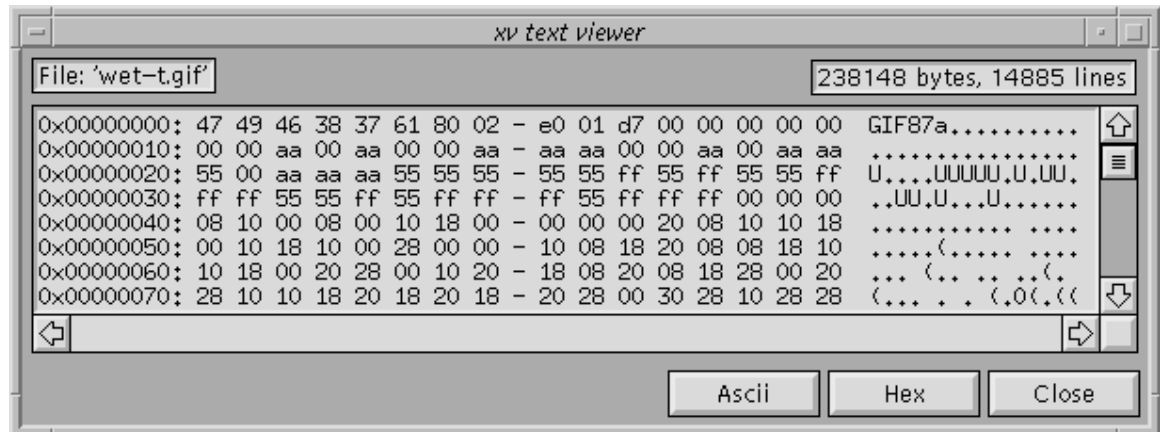 xv text viewer
File: 'wet-t.gif'
238148 bytes, 14885 lines
0x00000000: 47 49 46 38 37 61 80 02 - e0 01 d7 00 00 00 00 00 GIF87a..........
0x00000010: 00 00 aa 00 aa 00 00 aa - aa aa 00 00 aa 00 aa aa ................
0x00000020: 55 00 aa aa aa 55 55 55 - 55 55 ff 55 ff 55 55 ff U....UUUUU.U.UU.
0x00000030: ff ff 55 55 ff 55 ff ff - ff 55 ff ff ff 00 00 00 ..UU.U...U......
0x00000040: 08 10 00 08 00 10 18 00 - 00 00 00 20 08 10 10 18 ........... ....
0x00000050: 00 10 18 10 00 28 00 00 - 10 08 18 20 08 08 18 10 .....(..... ....
0x00000060: 10 18 00 20 28 00 10 20 - 18 08 20 08 18 28 00 20 ... (.. .. ..(. 
0x00000070: 28 10 10 18 20 18 20 18 - 20 28 00 30 28 10 28 28 (... . . (.0(.((
Ascii
Hex
Close